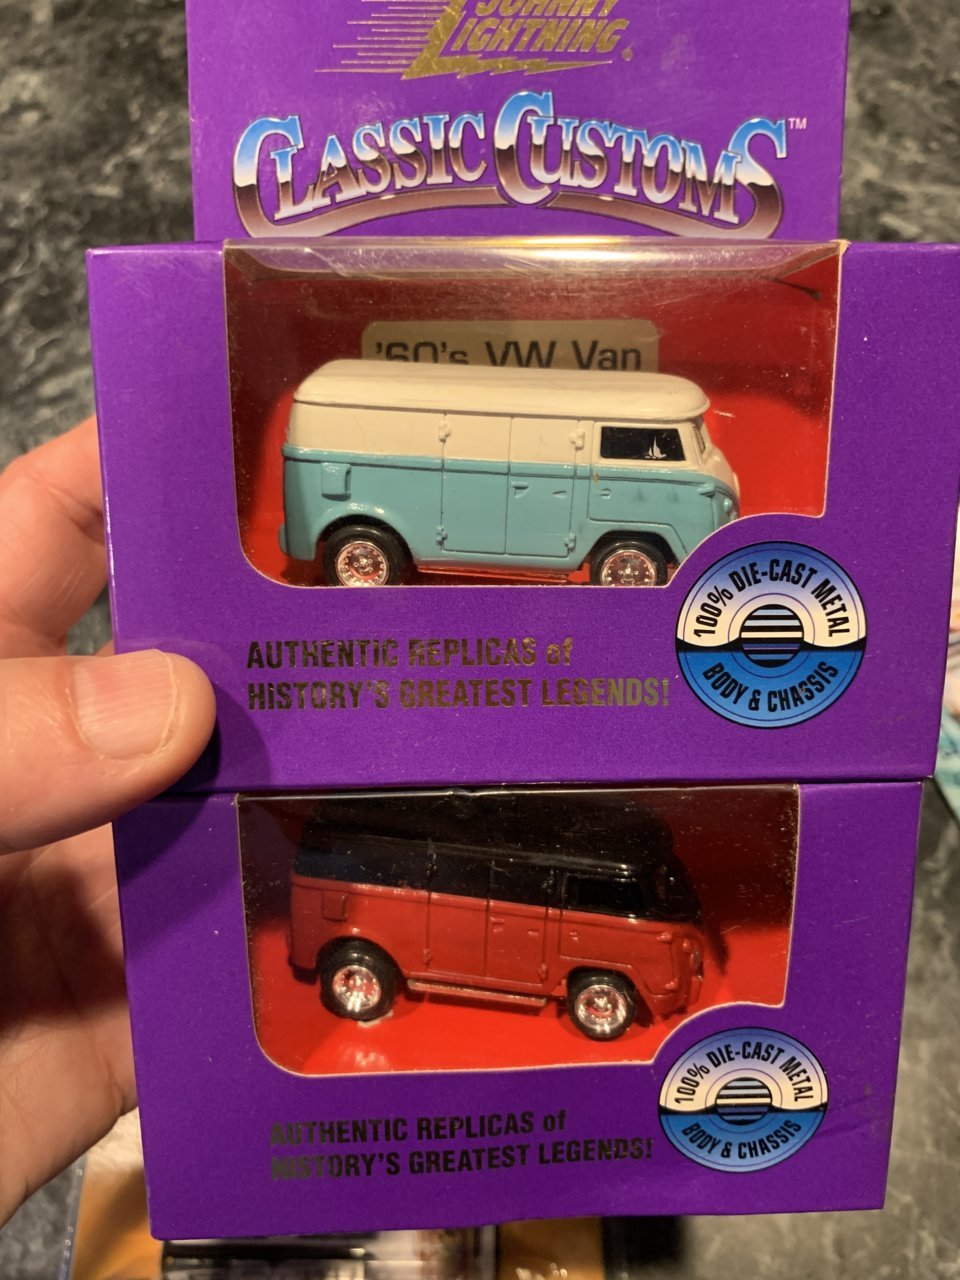 JOHNNY
LIGHTNING®
CLASSIC CUSTOMS™
'60's VW Van
100% DIE-CAST METAL
BODY & CHASSIS
AUTHENTIC REPLICAS of
HISTORY'S GREATEST LEGENDS!
100% DIE-CAST METAL
BODY & CHASSIS
AUTHENTIC REPLICAS of
HISTORY'S GREATEST LEGENDS!